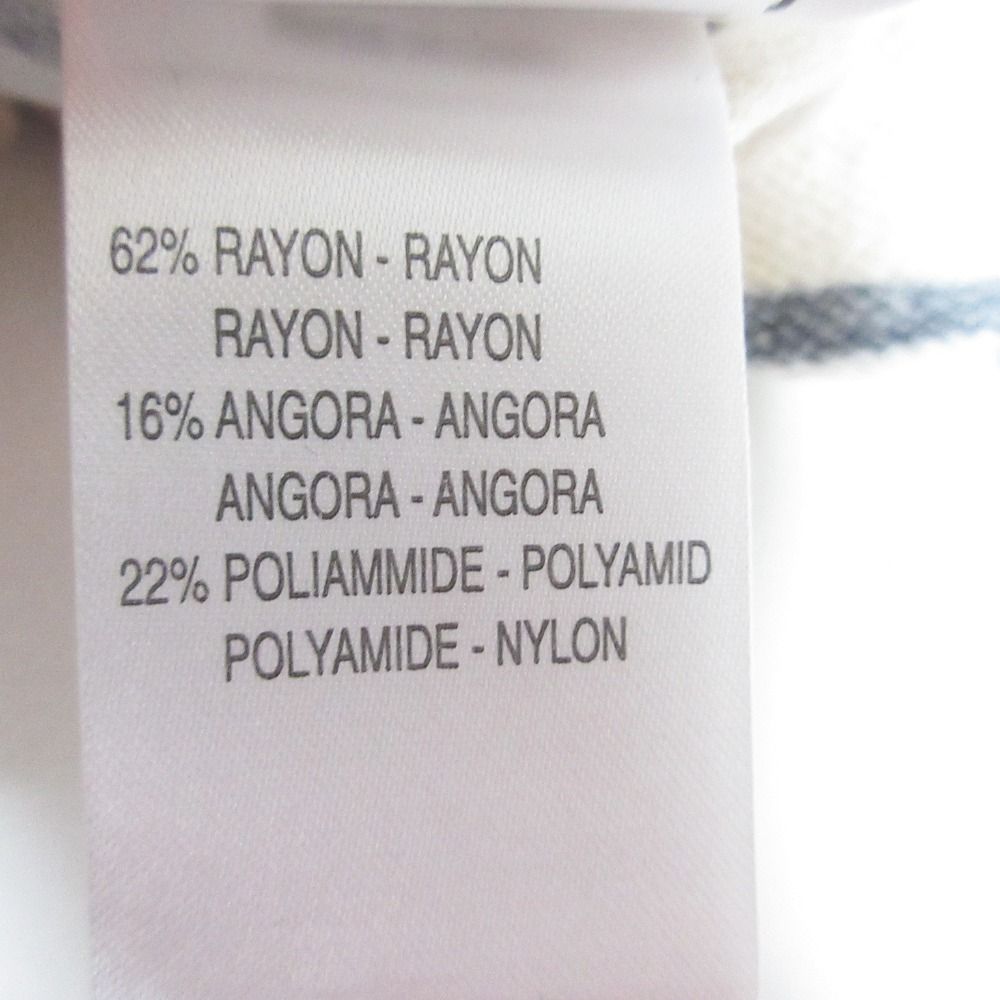 62% RAYON - RAYON
RAYON - RAYON
16% ANGORA - ANGORA
ANGORA - ANGORA
22% POLIAMMIDE - POLYAMID
POLYAMIDE - NYLON